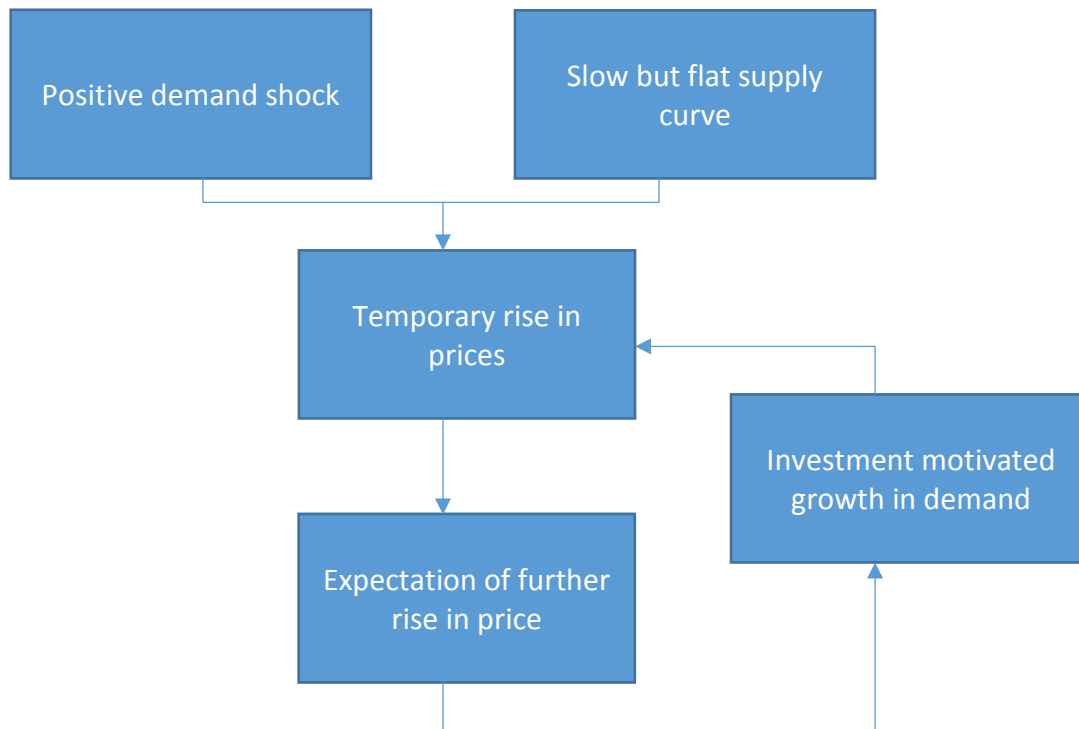 Positive demand shock
Slow but flat supply
curve
Temporary rise in
prices
Investment motivated
growth in demand
Expectation of further
rise in price